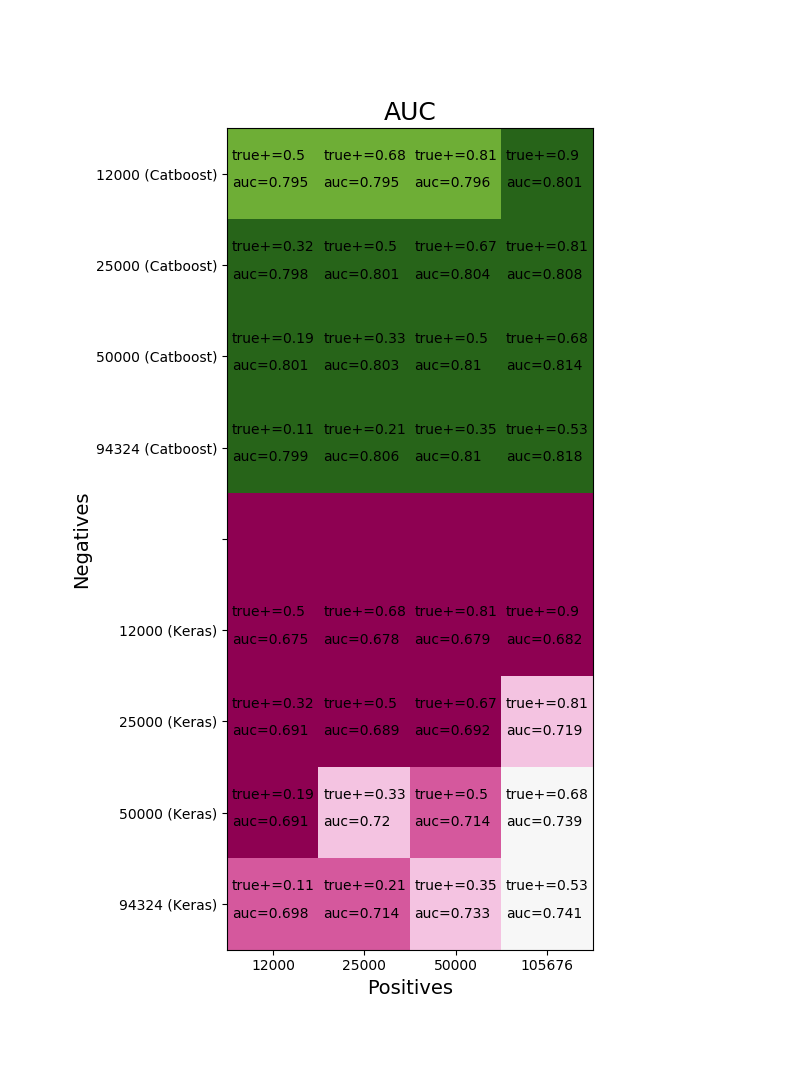 AUC
true+=0.5 true+=0.68 true+=0.81 true+=0.9
12000 (Catboost)
auc=0.795 auc=0.795 auc=0.796 auc=0.801
true+=0.32 true+=0.5 true+=0.67 true+=0.81
25000 (Catboost)
auc=0.798 auc=0.801 auc=0.804 auc=0.808
true+=0.19 true+=0.33 true+=0.5 true+=0.68
50000 (Catboost)
auc=0.801 auc=0.803 auc=0.81 auc=0.814
true+=0.11 true+=0.21 true+=0.35 true+=0.53
94324 (Catboost)
auc=0.799 auc=0.806 auc=0.81 auc=0.818
Negatives
true+=0.5 true+=0.68 true+=0.81 true+=0.9
12000 (Keras)
auc=0.675 auc=0.678 auc=0.679 auc=0.682
true+=0.32 true+=0.5 true+=0.67 true+=0.81
25000 (Keras)
auc=0.691 auc=0.689 auc=0.692 auc=0.719
true+=0.19 true+=0.33 true+=0.5 true+=0.68
50000 (Keras)
auc=0.691 auc=0.72 auc=0.714 auc=0.739
true+=0.11 true+=0.21 true+=0.35 true+=0.53
94324 (Keras)
auc=0.698 auc=0.714 auc=0.733 auc=0.741
12000 25000 50000 105676
Positives